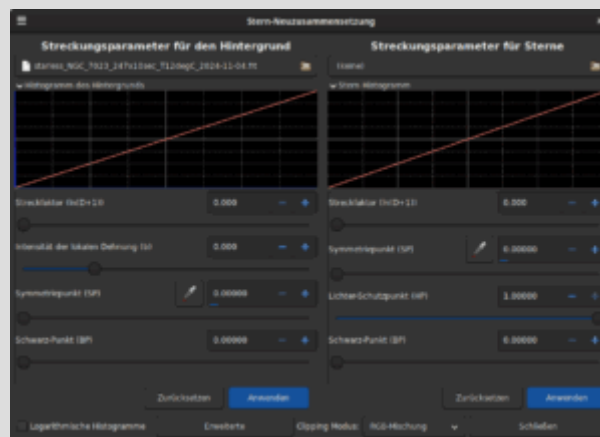 Stern-Neuzusammensetzung
Streckungsparameter für den Hintergrund
starless_NGC_7023_247x10sec_T12degC_2024-11-04.fit
Histogramm des Hintergrunds
Streckfaktor (ln(D+1))
0.000
Intensität der lokalen Dehnung (b)
0.000
Symmetriepunkt (SP)
0.00000
Schwarz-Punkt (BP)
0.00000
Zurücksetzen
Anwenden
Streckungsparameter für Sterne
(Keine)
Stern-Histogramm
Streckfaktor (ln(D+1))
0.000
Symmetriepunkt (SP)
0.00000
Lichter-Schutzpunkt (HP)
1.00000
Schwarz-Punkt (BP)
0.00000
Zurücksetzen
Anwenden
Logarithmische Histogramme
Erweiterte
Clipping Modus:
RGB-Mischung
Schließen